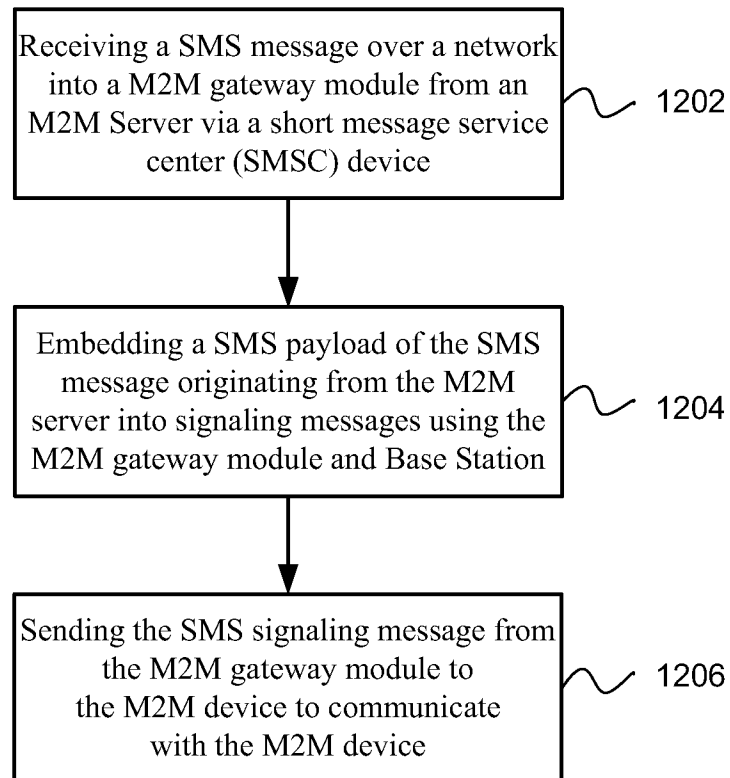 Receiving a SMS message over a network
into a M2M gateway module from an
M2M Server via a short message service
center (SMSC) device
1202
Embedding a SMS payload of the SMS
message originating from the M2M
server into signaling messages using the
M2M gateway module and Base Station
1204
Sending the SMS signaling message from
the M2M gateway module to
the M2M device to communicate
with the M2M device
1206